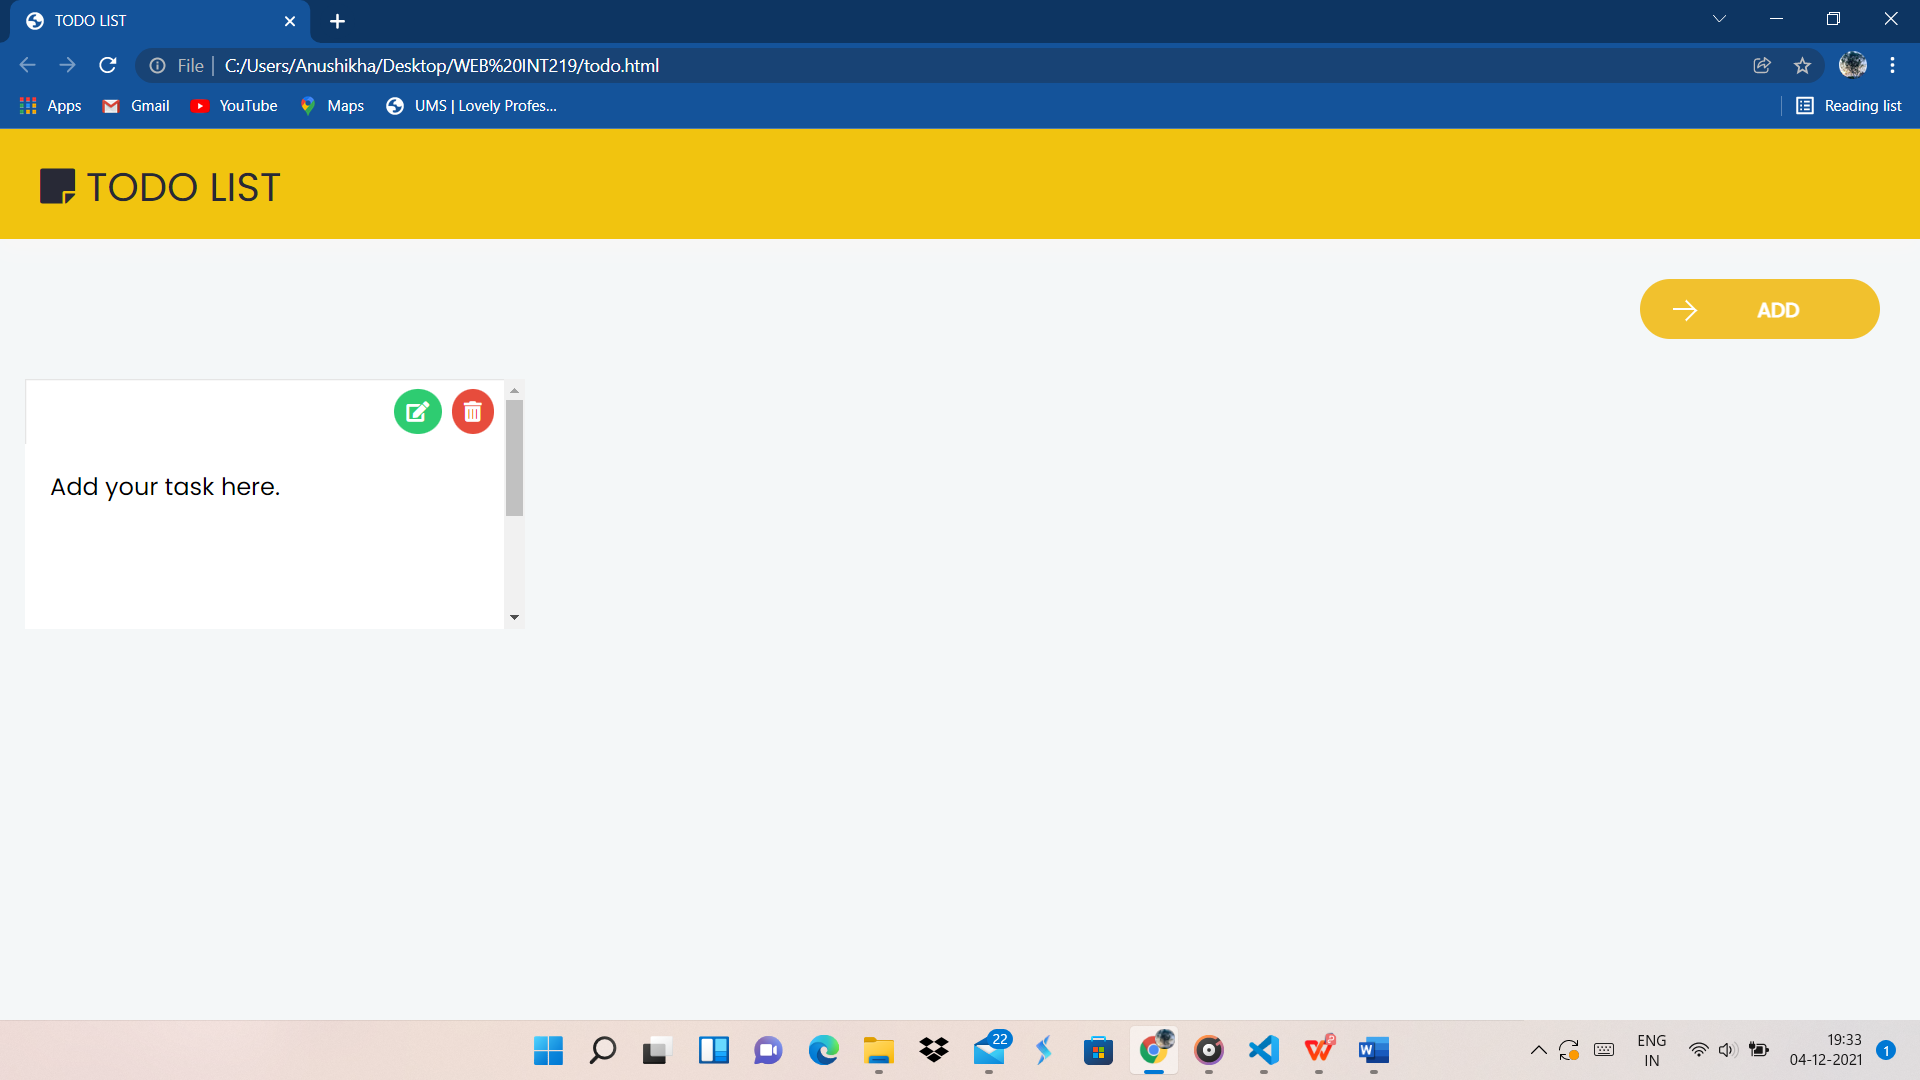 TODO LIST
File
C:/Users/Anushikha/Desktop/WEB%20INT219/todo.html
Apps
Gmail
YouTube
Maps
UMS | Lovely Profes...
Reading list
TODO LIST
ADD
Add your task here.
22
ENG
IN
19:33
04-12-2021
1